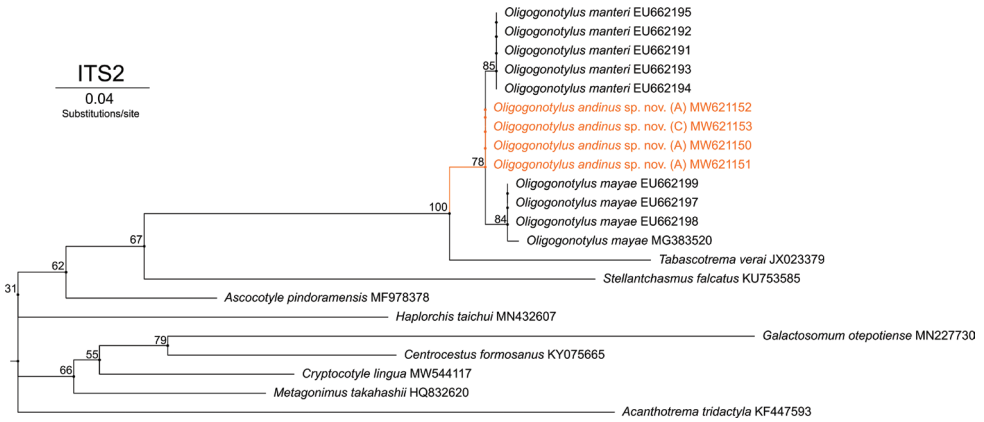 Oligogonotylus manteri EU662195
Oligogonotylus manteri EU662192
Oligogonotylus manteri EU662191
85
Oligogonotylus manteri EU662193
Oligogonotylus manteri EU662194
ITS2
0.04
Substitutions/site
Oligogonotylus andinus sp. nov. (A) MW621152
Oligogonotylus andinus sp. nov. (C) MW621153
Oligogonotylus andinus sp. nov. (A) MW621150
78
Oligogonotylus andinus sp. nov. (A) MW621151
Oligogonotylus mayae EU662199
Oligogonotylus mayae EU662197
84
Oligogonotylus mayae EU662198
100
Oligogonotylus mayae MG383520
67
Tabascotrema verai JX023379
62
Stellantchasmus falcatus KU753585
31
Ascocotyle pindoramensis MF978378
Haplorchis taichui MN432607
79
Galactosomum otepotiense MN227730
55
Centrocestus formosanus KY075665
66
Cryptocotyle lingua MW544117
Metagonimus takahashii HQ832620
Acanthotrema tridactyla KF447593